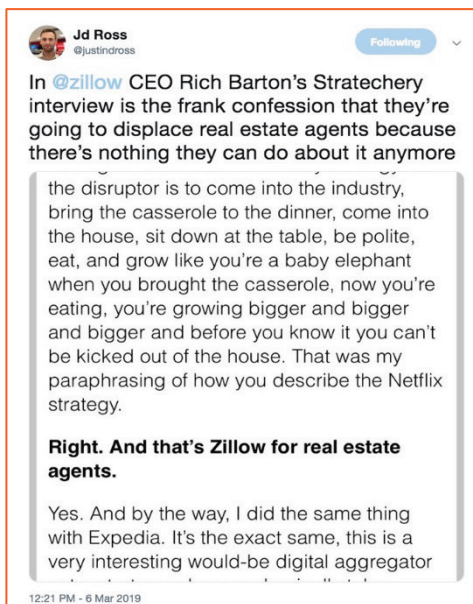 Jd Ross
@justindross
Following
In @zillow CEO Rich Barton's Stratechery
interview is the frank confession that they're
going to displace real estate agents because
there's nothing they can do about it anymore
the disruptor is to come into the industry,
bring the casserole to the dinner, come into
the house, sit down at the table, be polite,
eat, and grow like you're a baby elephant
when you brought the casserole, now you're
eating, you're growing bigger and bigger
and bigger and before you know it you can't
be kicked out of the house. That was my
paraphrasing of how you describe the Netflix
strategy.
Right. And that's Zillow for real estate
agents.
Yes. And by the way, I did the same thing
with Expedia. It's the exact same, this is a
very interesting would-be digital aggregator
12:21 PM - 6 Mar 2019